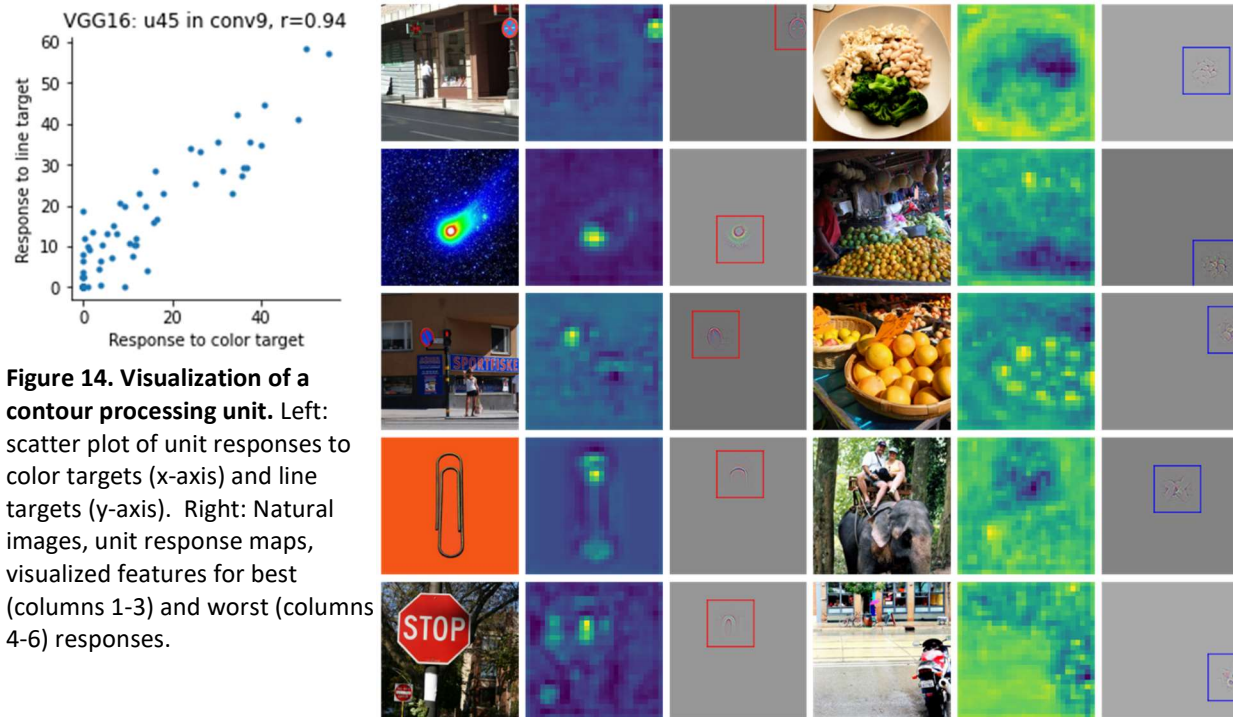 VGG16: u45 in conv9, r=0.94
Response to line target
60
50
40
30
20
10
0
0
20
40
Response to color target
Figure 14. Visualization of a
contour processing unit. Left:
scatter plot of unit responses to
color targets (x-axis) and line
targets (y-axis). Right: Natural
images, unit response maps,
visualized features for best
(columns 1-3) and worst (columns
4-6) responses.
SPORTFISKE
STOP